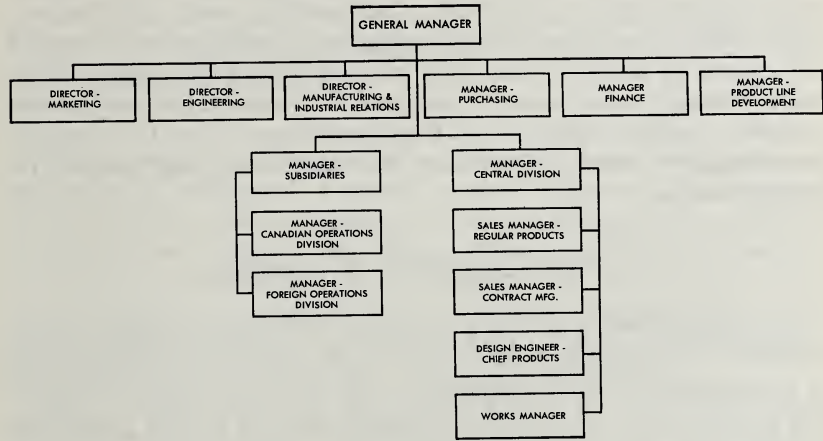 GENERAL MANAGER
DIRECTOR -
MARKETING
DIRECTOR -
ENGINEERING
DIRECTOR -
MANUFACTURING &
INDUSTRIAL RELATIONS
MANAGER -
PURCHASING
MANAGER
FINANCE
MANAGER -
PRODUCT LINE
DEVELOPMENT
MANAGER -
SUBSIDIARIES
MANAGER -
CANADIAN OPERATIONS
DIVISION
MANAGER -
FOREIGN OPERATIONS
DIVISION
MANAGER -
CENTRAL DIVISION
SALES MANAGER -
REGULAR PRODUCTS
SALES MANAGER -
CONTRACT MFG.
DESIGN ENGINEER -
CHIEF PRODUCTS
WORKS MANAGER